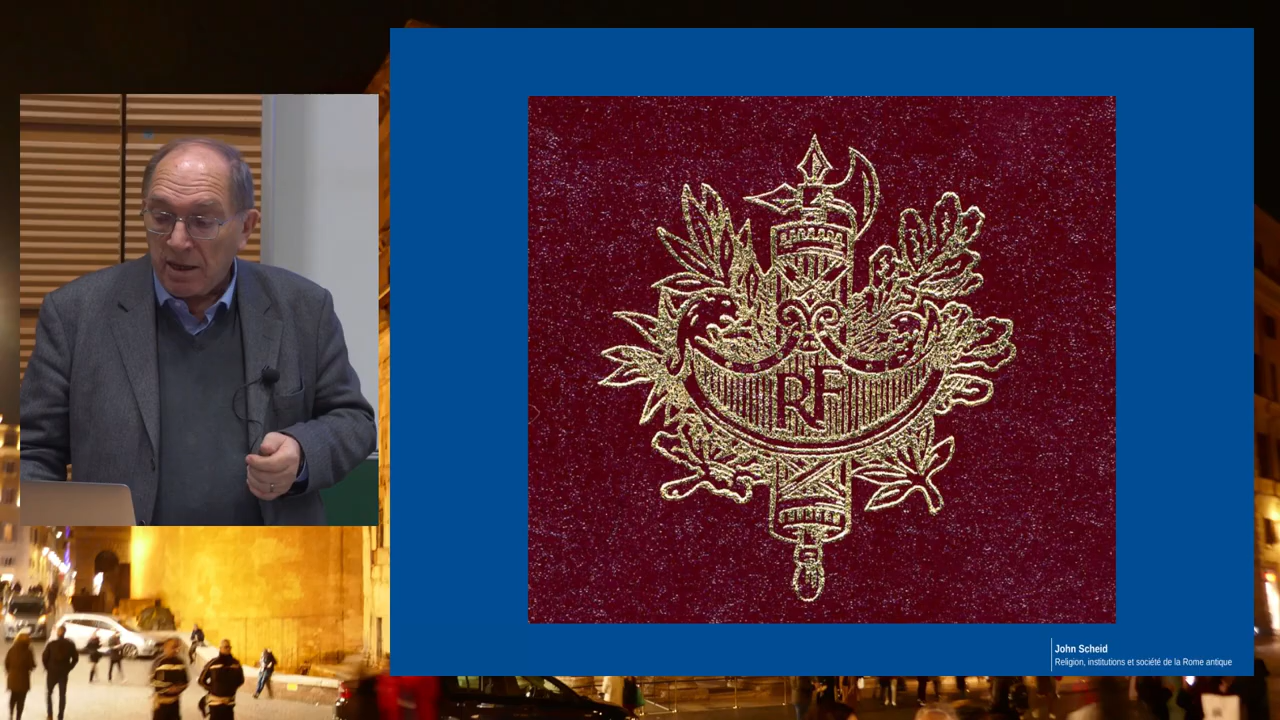 RF
John Scheid
Religion, institutions et société de la Rome antique